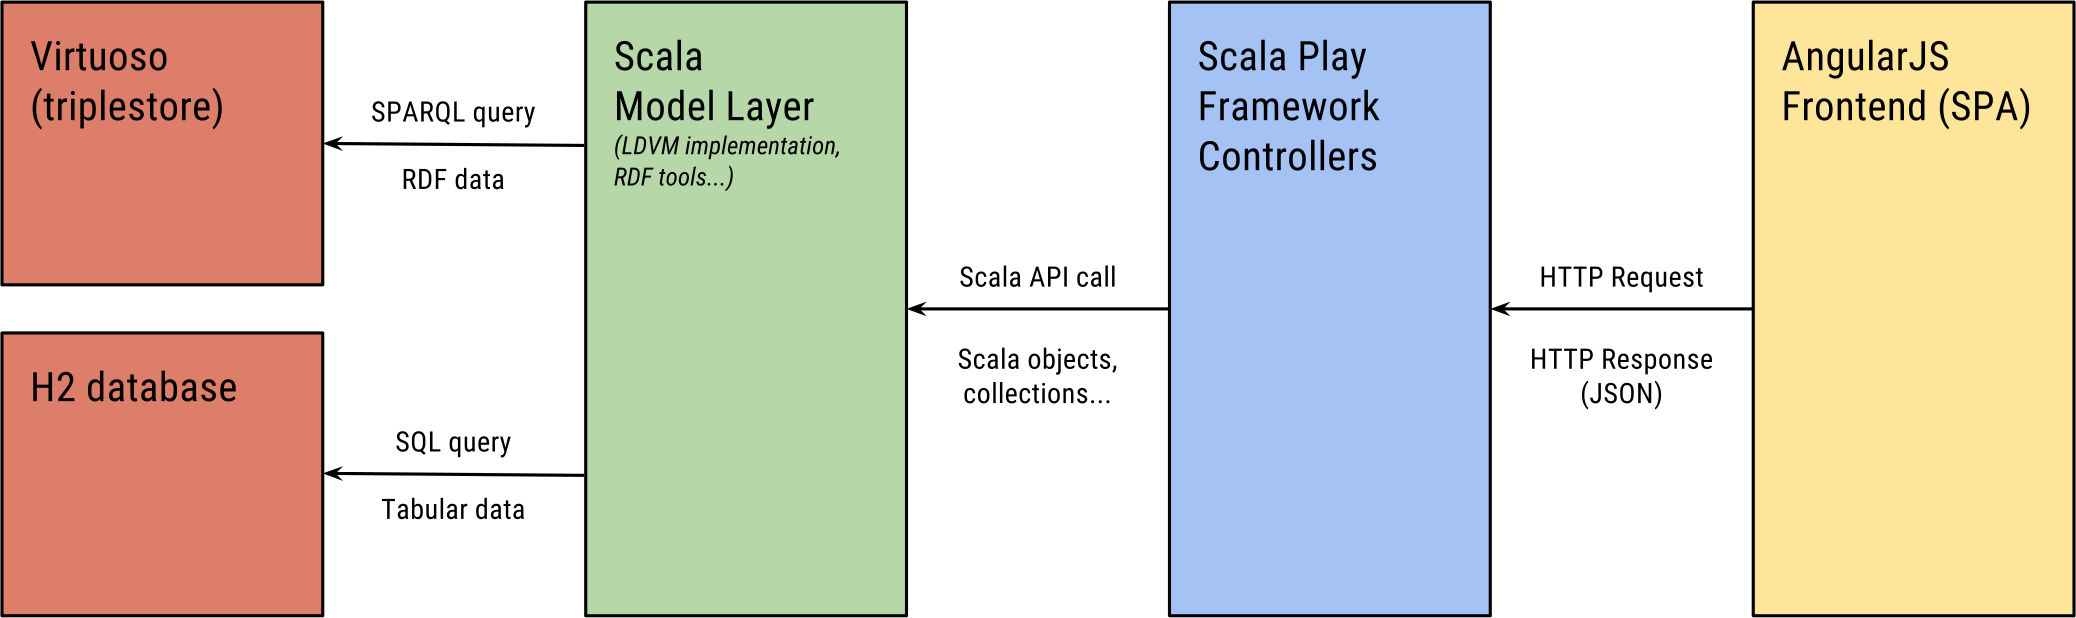 Virtuoso
(triplestore)
SPARQL query
RDF data
H2 database
SQL query
Tabular data
Scala
Model Layer
(LDVM implementation,
RDF tools...)
Scala API call
Scala objects,
collections...
Scala Play
Framework
Controllers
HTTP Request
HTTP Response
(JSON)
AngularJS
Frontend (SPA)